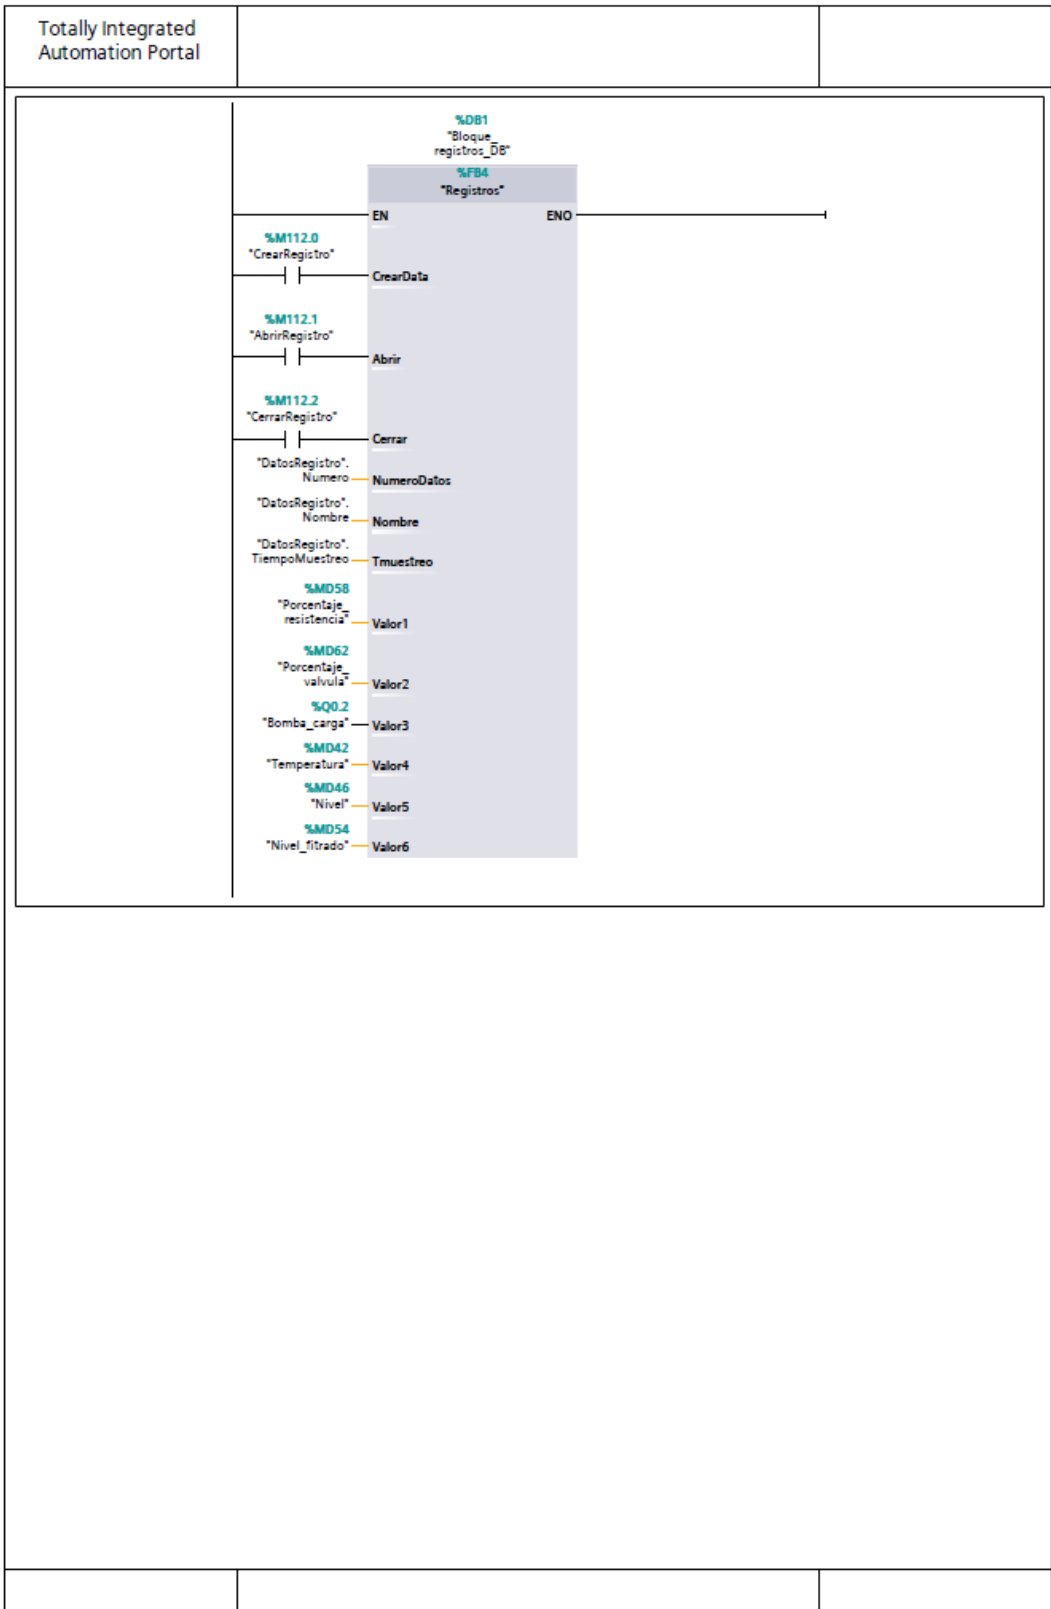 Totally Integrated
Automation Portal
%DB1
"Bloque_
registros_DB"
%FB4
"Registros"
EN
ENO
%M112.0
"CrearRegistro"
CrearData
%M112.1
"AbrirRegistro"
Abrir
%M112.2
"CerrarRegistro"
Cerrar
"DatosRegistro".
Numero
NumeroDatos
"DatosRegistro".
Nombre
Nombre
"DatosRegistro".
TiempoMuestreo
Tmuestreo
%MD58
"Porcentaje_
resistencia"
Valor1
%MD62
"Porcentaje_
valvula"
Valor2
%Q0.2
"Bomba_carga"
Valor3
%MD42
"Temperatura"
Valor4
%MD46
"Nivel"
Valor5
%MD54
"Nivel_fitrado"
Valor6